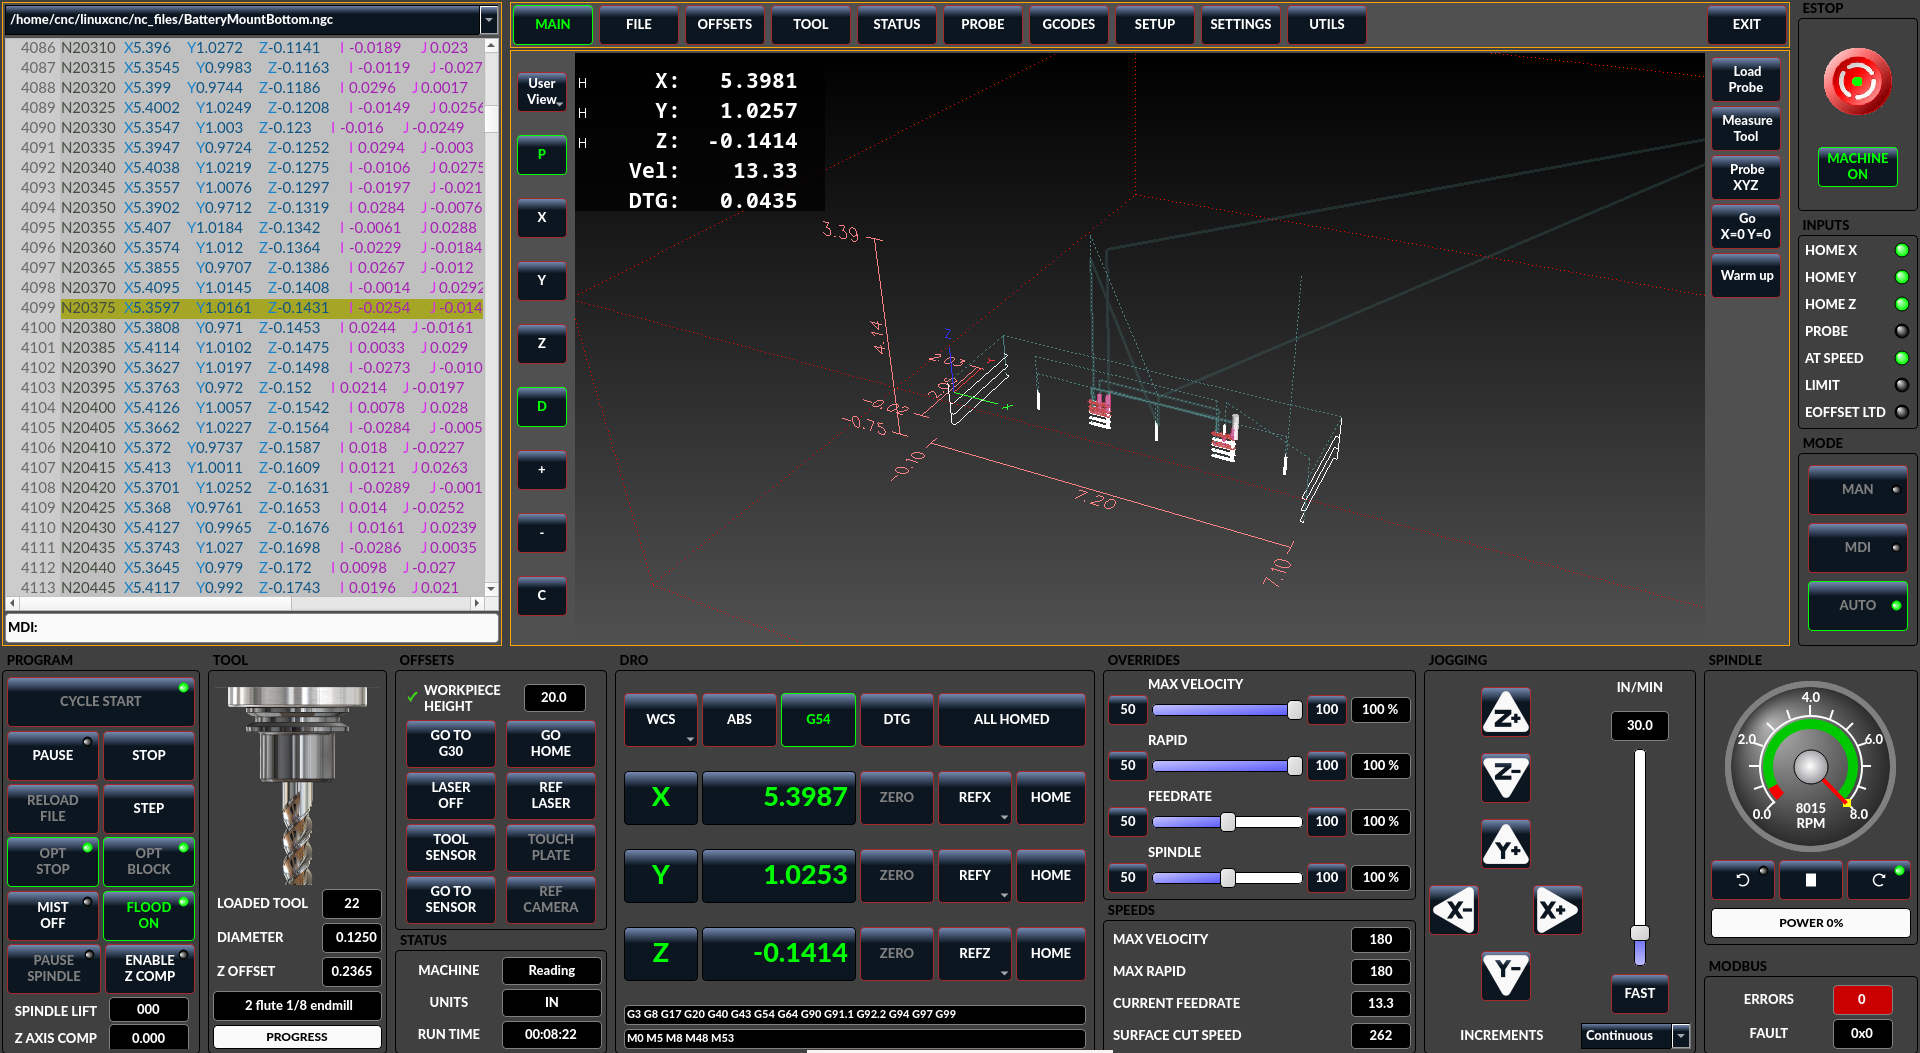 /home/cnc/linuxcnc/nc_files/BatteryMountBottom.ngc
4086 N20310 X5.396 Y1.0272 Z-0.1141 I -0.0189 J 0.023
4087 N20315 X5.3545 Y0.9983 Z-0.1163 I -0.0119 J -0.027
4088 N20320 X5.399 Y0.9744 Z-0.1186 I 0.0296 J 0.0017
4089 N20325 X5.4002 Y1.0249 Z-0.1208 I -0.0149 J 0.0256
4090 N20330 X5.3547 Y1.003 Z-0.123 I -0.016 J -0.0249
4091 N20335 X5.3947 Y0.9724 Z-0.1252 I 0.0294 J -0.003
4092 N20340 X5.4038 Y1.0219 Z-0.1275 I -0.0106 J 0.0275
4093 N20345 X5.3557 Y1.0076 Z-0.1297 I -0.0197 J -0.021
4094 N20350 X5.3902 Y0.9712 Z-0.1319 I 0.0284 J -0.0076
4095 N20355 X5.407 Y1.0184 Z-0.1342 I -0.0061 J 0.0288
4096 N20360 X5.3574 Y1.012 Z-0.1364 I -0.0229 J -0.0184
4097 N20365 X5.3855 Y0.9707 Z-0.1386 I 0.0267 J -0.012
4098 N20370 X5.4095 Y1.0145 Z-0.1408 I -0.0014 J 0.0292
4099 N20375 X5.3597 Y1.0161 Z-0.1431 I -0.0254 J -0.014
4100 N20380 X5.3808 Y0.971 Z-0.1453 I 0.0244 J -0.0161
4101 N20385 X5.4114 Y1.0102 Z-0.1475 I 0.0033 J 0.029
4102 N20390 X5.3627 Y1.0197 Z-0.1498 I -0.0273 J -0.010
4103 N20395 X5.3763 Y0.972 Z-0.152 I 0.0214 J -0.0197
4104 N20400 X5.4126 Y1.0057 Z-0.1542 I 0.0078 J 0.028
4105 N20405 X5.3662 Y1.0227 Z-0.1564 I -0.0284 J -0.005
4106 N20410 X5.372 Y0.9737 Z-0.1587 I 0.018 J -0.0227
4107 N20415 X5.413 Y1.0011 Z-0.1609 I 0.0121 J 0.0263
4108 N20420 X5.3701 Y1.0252 Z-0.1631 I -0.0289 J -0.001
4109 N20425 X5.368 Y0.9761 Z-0.1653 I 0.014 J -0.0252
4110 N20430 X5.4127 Y0.9965 Z-0.1676 I 0.0161 J 0.0239
4111 N20435 X5.3743 Y1.027 Z-0.1698 I -0.0286 J 0.0035
4112 N20440 X5.3645 Y0.979 Z-0.172 I 0.0098 J -0.027
4113 N20445 X5.4117 Y0.992 Z-0.1743 I 0.0196 J 0.021
MDI:
MAIN FILE OFFSETS TOOL STATUS PROBE GCODES SETUP SETTINGS UTILS EXIT
User View
P
X
Y
Z
D
+
-
C
H X: 5.3981
H Y: 1.0257
H Z: -0.1414
Vel: 13.33
DTG: 0.0435
3.39
4.14
-0.75
-0.02
2.03
2.05
Z
Y
X
-0.10
7.20
7.10
Load Probe
Measure Tool
Probe XYZ
Go X=0 Y=0
Warm up
ESTOP
MACHINE ON
INPUTS
HOME X
HOME Y
HOME Z
PROBE
AT SPEED
LIMIT
EOFFSET LTD
MODE
MAN
MDI
AUTO
PROGRAM
CYCLE START
PAUSE STOP
RELOAD FILE STEP
OPT STOP OPT BLOCK
MIST OFF FLOOD ON
PAUSE SPINDLE ENABLE Z COMP
SPINDLE LIFT 000
Z AXIS COMP 0.000
TOOL
LOADED TOOL 22
DIAMETER 0.1250
Z OFFSET 0.2365
2 flute 1/8 endmill
PROGRESS
OFFSETS
WORKPIECE HEIGHT 20.0
GO TO G30 GO HOME
LASER OFF REF LASER
TOOL SENSOR TOUCH PLATE
GO TO SENSOR REF CAMERA
STATUS
MACHINE Reading
UNITS IN
RUN TIME 00:08:22
DRO
WCS ABS G54 DTG ALL HOMED
X 5.3987 ZERO REFX HOME
Y 1.0253 ZERO REFY HOME
Z -0.1414 ZERO REFZ HOME
G3 G8 G17 G20 G40 G43 G54 G64 G90 G91.1 G92.2 G94 G97 G99
M0 M5 M8 M48 M53
OVERRIDES
MAX VELOCITY
50 100 100 %
RAPID
50 100 100 %
FEEDRATE
50 100 100 %
SPINDLE
50 100 100 %
SPEEDS
MAX VELOCITY 180
MAX RAPID 180
CURRENT FEEDRATE 13.3
SURFACE CUT SPEED 262
JOGGING
Z+
Z-
Y+
X- X+
Y-
IN/MIN
30.0
FAST
INCREMENTS Continuous
SPINDLE
0.0 2.0 4.0 6.0 8.0
8015
RPM
POWER 0%
MODBUS
ERRORS 0
FAULT 0x0